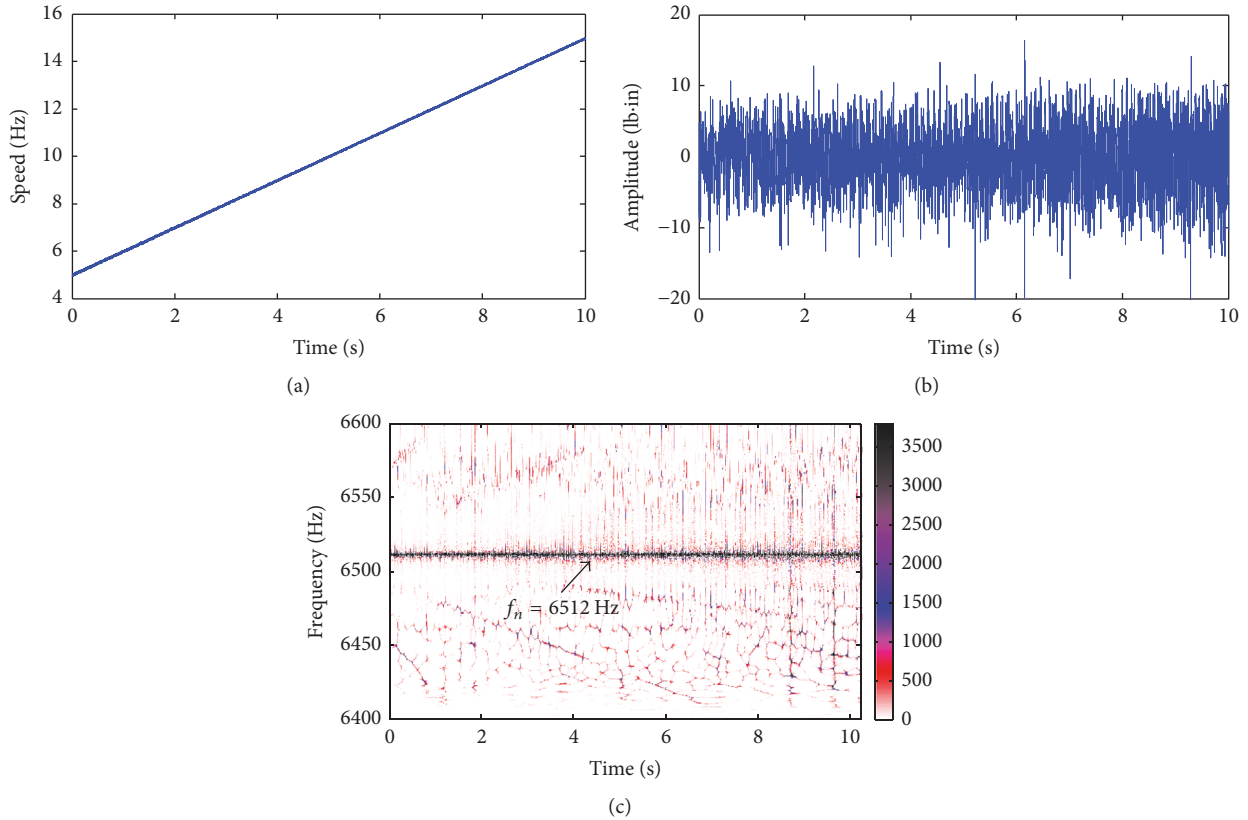 16
14
12
10
8
6
4
Speed (Hz)
0 2 4 6 8 10
Time (s)
(a)
20
10
0
−10
−20
Amplitude (lb·in)
0 2 4 6 8 10
Time (s)
(b)
6600
6550
6500
6450
6400
Frequency (Hz)
f_n = 6512 Hz
0 2 4 6 8 10
Time (s)
3500
3000
2500
2000
1500
1000
500
0
(c)